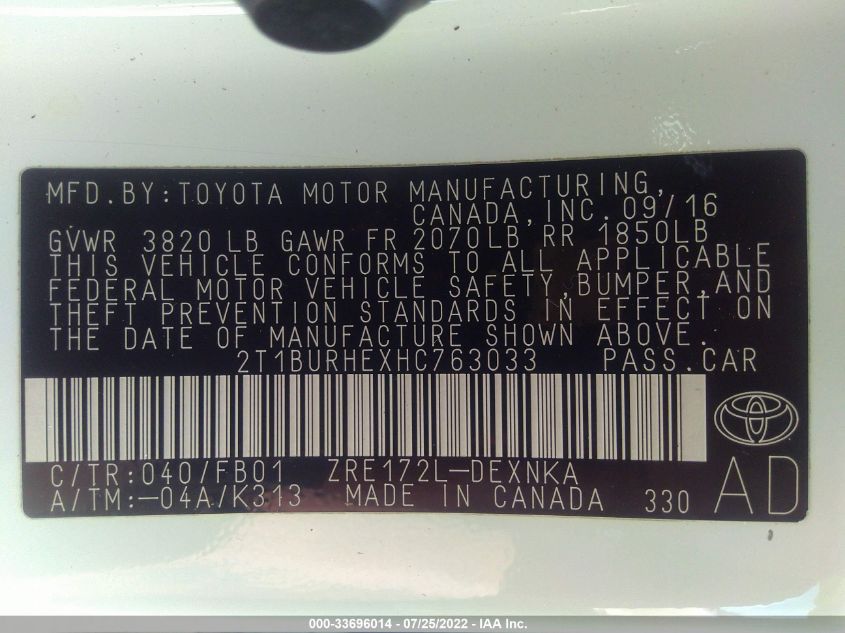 MFD.BY:TOYOTA MOTOR MANUFACTURING,
CANADA,INC.09/16
GVWR 3820 LB GAWR FR 2070LB RR 1850LB
THIS VEHICLE CONFORMS TO ALL APPLICABLE
FEDERAL MOTOR VEHICLE SAFETY,BUMPER,AND
THEFT PREVENTION STANDARDS IN EFFECT ON
THE DATE OF MANUFACTURE SHOWN ABOVE.
2T1BURHEXHC763033 PASS.CAR
C/TR:040/FB01 ZRE172L-DEXNKA
A/TM:-04A/K313 MADE IN CANADA 330 AD
000-33696014 - 07/25/2022 - IAA Inc.